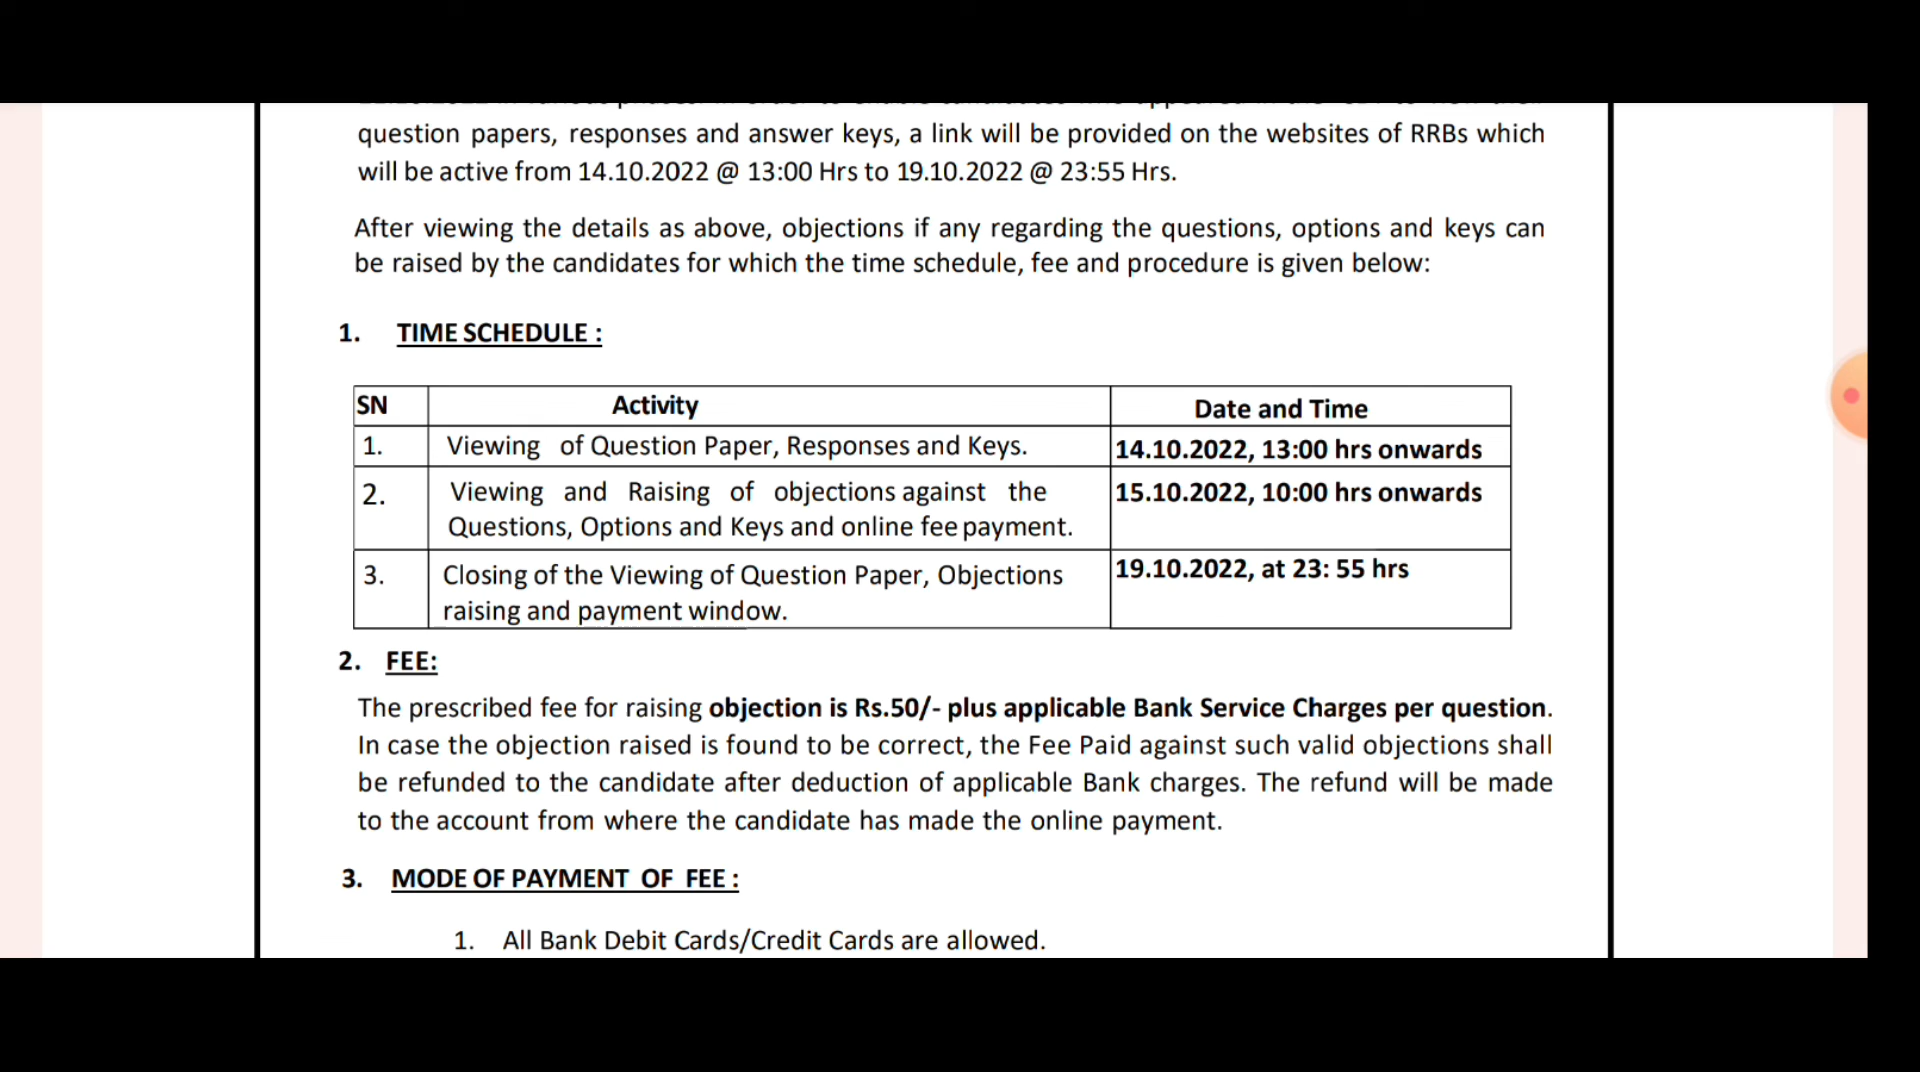 question papers, responses and answer keys, a link will be provided on the websites of RRBs which
will be active from 14.10.2022 @ 13:00 Hrs to 19.10.2022 @ 23:55 Hrs.
After viewing the details as above, objections if any regarding the questions, options and keys can
be raised by the candidates for which the time schedule, fee and procedure is given below:
1. TIME SCHEDULE :
SN Activity Date and Time
1. Viewing of Question Paper, Responses and Keys. 14.10.2022, 13:00 hrs onwards
2. Viewing and Raising of objections against the 15.10.2022, 10:00 hrs onwards
Questions, Options and Keys and online fee payment.
3. Closing of the Viewing of Question Paper, Objections 19.10.2022, at 23: 55 hrs
raising and payment window.
2. FEE:
The prescribed fee for raising objection is Rs.50/- plus applicable Bank Service Charges per question.
In case the objection raised is found to be correct, the Fee Paid against such valid objections shall
be refunded to the candidate after deduction of applicable Bank charges. The refund will be made
to the account from where the candidate has made the online payment.
3. MODE OF PAYMENT OF FEE :
1. All Bank Debit Cards/Credit Cards are allowed.